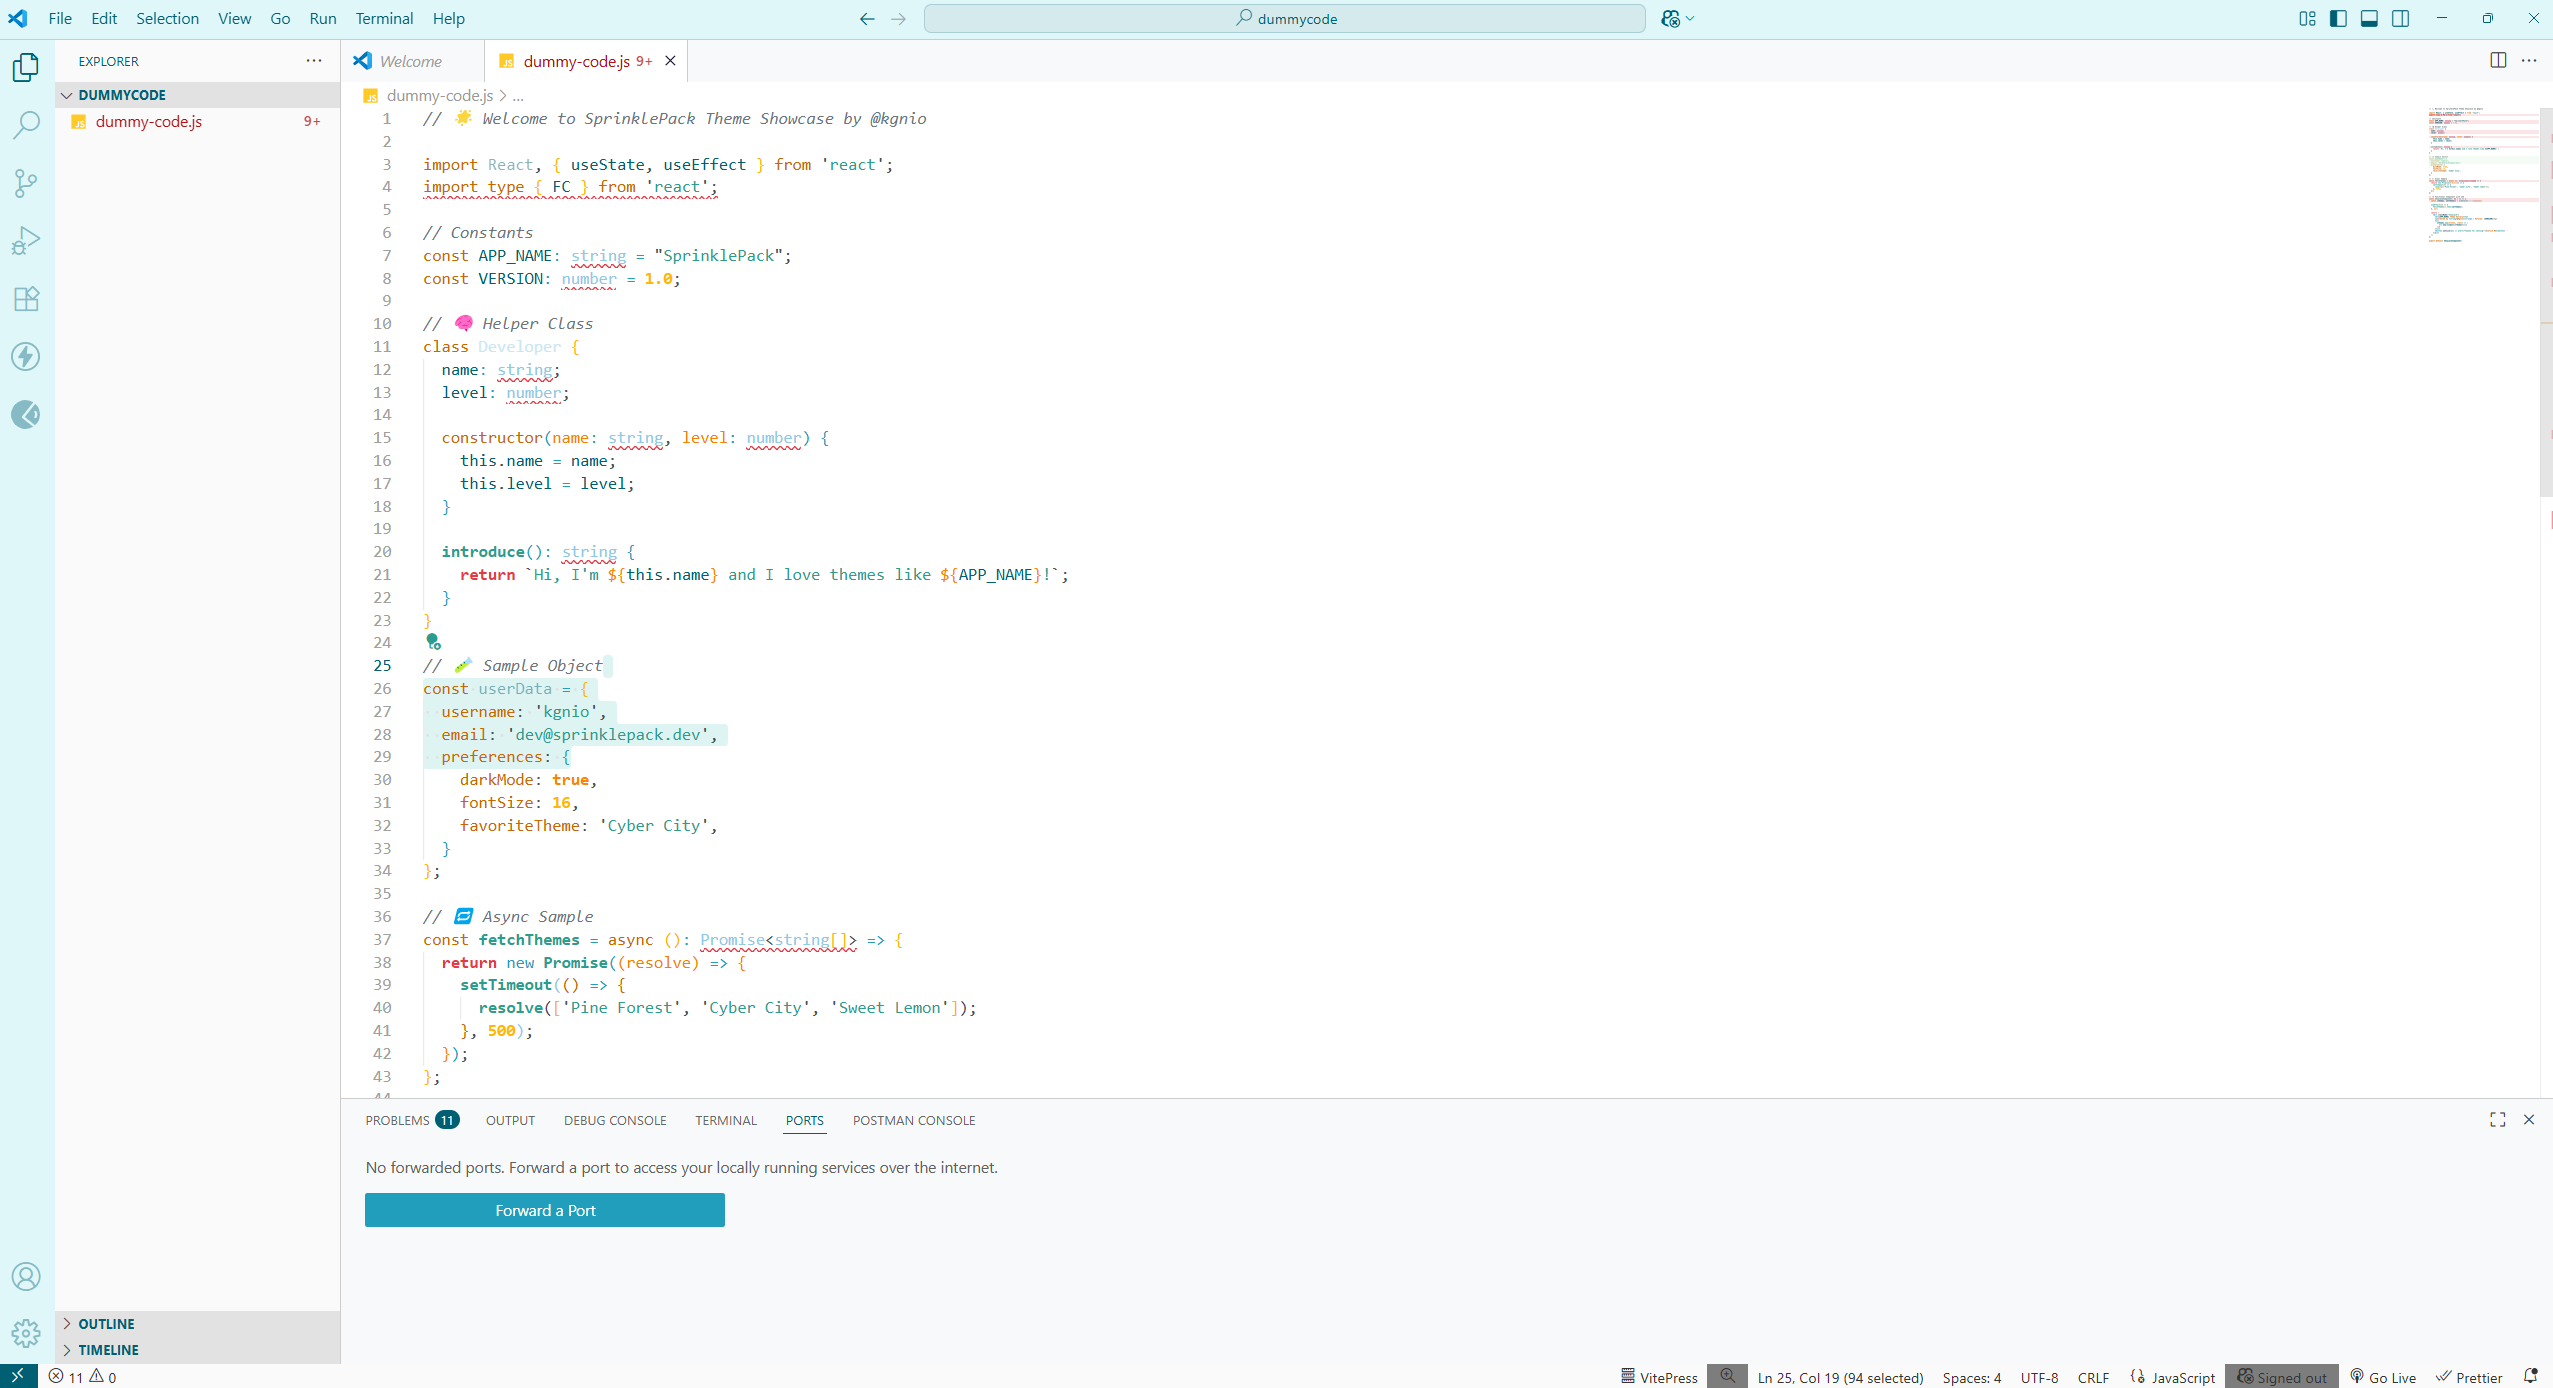 File Edit Selection View Go Run Terminal Help
dummycode
EXPLORER
Welcome
dummy-code.js 9+
DUMMYCODE
dummy-code.js 9+
dummy-code.js > ...
1 // 🌟 Welcome to SprinklePack Theme Showcase by @kgnio
2
3 import React, { useState, useEffect } from 'react';
4 import type { FC } from 'react';
5
6 // Constants
7 const APP_NAME: string = "SprinklePack";
8 const VERSION: number = 1.0;
9
10 // 🧠 Helper Class
11 class Developer {
12 name: string;
13 level: number;
14
15 constructor(name: string, level: number) {
16 this.name = name;
17 this.level = level;
18 }
19
20 introduce(): string {
21 return `Hi, I'm ${this.name} and I love themes like ${APP_NAME}!`;
22 }
23 }
24
25 // 🧪 Sample Object
26 const userData = {
27 username: 'kgnio',
28 email: 'dev@sprinklepack.dev',
29 preferences: {
30 darkMode: true,
31 fontSize: 16,
32 favoriteTheme: 'Cyber City',
33 }
34 };
35
36 // 🔁 Async Sample
37 const fetchThemes = async (): Promise<string[]> => {
38 return new Promise((resolve) => {
39 setTimeout(() => {
40 resolve(['Pine Forest', 'Cyber City', 'Sweet Lemon']);
41 }, 500);
42 });
43 };
44
PROBLEMS 11 OUTPUT DEBUG CONSOLE TERMINAL PORTS POSTMAN CONSOLE
No forwarded ports. Forward a port to access your locally running services over the internet.
Forward a Port
OUTLINE
TIMELINE
11 0 VitePress Ln 25, Col 19 (94 selected) Spaces: 4 UTF-8 CRLF JavaScript Signed out Go Live Prettier